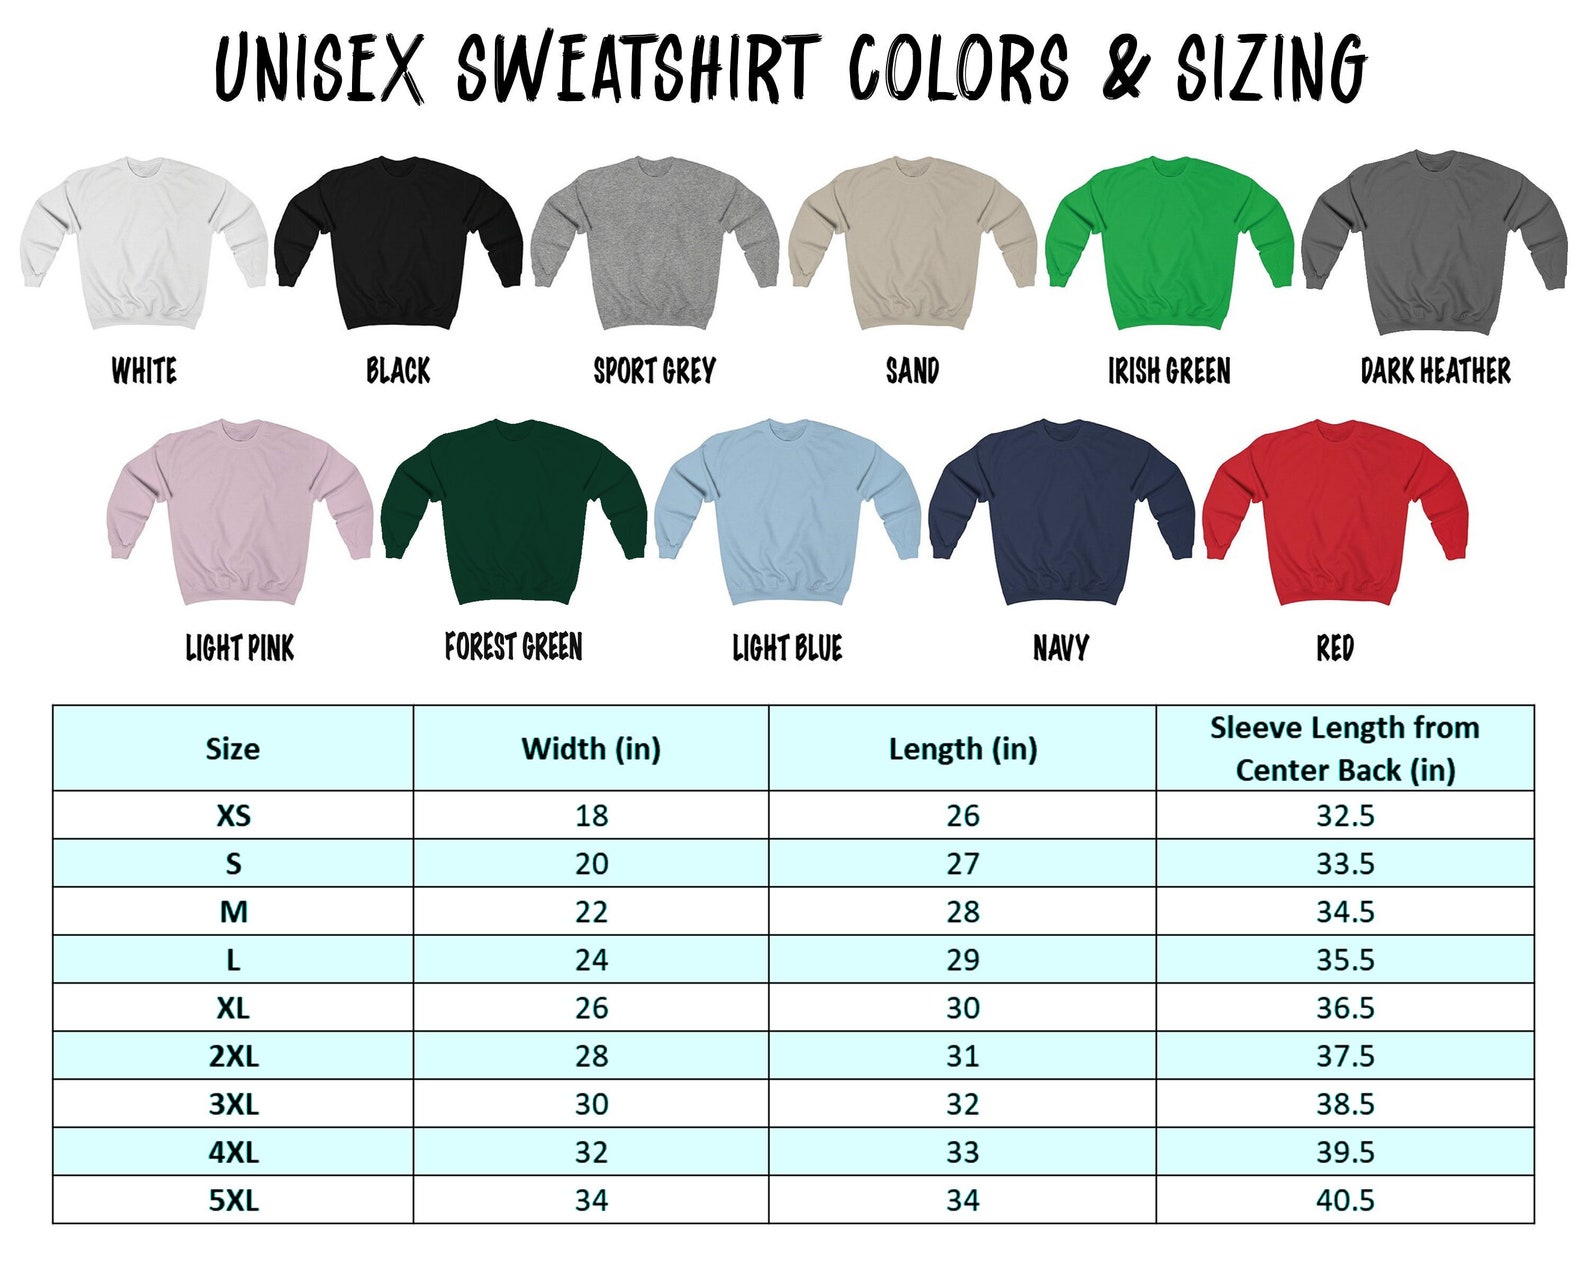 UNISEX SWEATSHIRT COLORS & SIZING
WHITE BLACK SPORT GREY SAND IRISH GREEN DARK HEATHER
LIGHT PINK FOREST GREEN LIGHT BLUE NAVY RED
Size Width (in) Length (in) Sleeve Length from
Center Back (in)
XS 18 26 32.5
S 20 27 33.5
M 22 28 34.5
L 24 29 35.5
XL 26 30 36.5
2XL 28 31 37.5
3XL 30 32 38.5
4XL 32 33 39.5
5XL 34 34 40.5